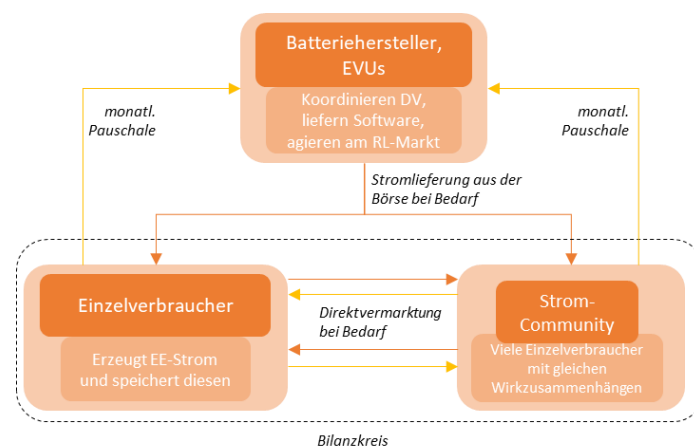 Batteriehersteller,
EVUs
Koordinieren DV,
liefern Software,
agieren am RL-Markt
monatl.
Pauschale
monatl.
Pauschale
Stromlieferung aus der
Börse bei Bedarf
Einzelverbraucher
Erzeugt EE-Strom
und speichert diesen
Direktvermarktung
bei Bedarf
Strom-
Community
Viele Einzelverbraucher
mit gleichen
Wirkzusammenhängen
Bilanzkreis